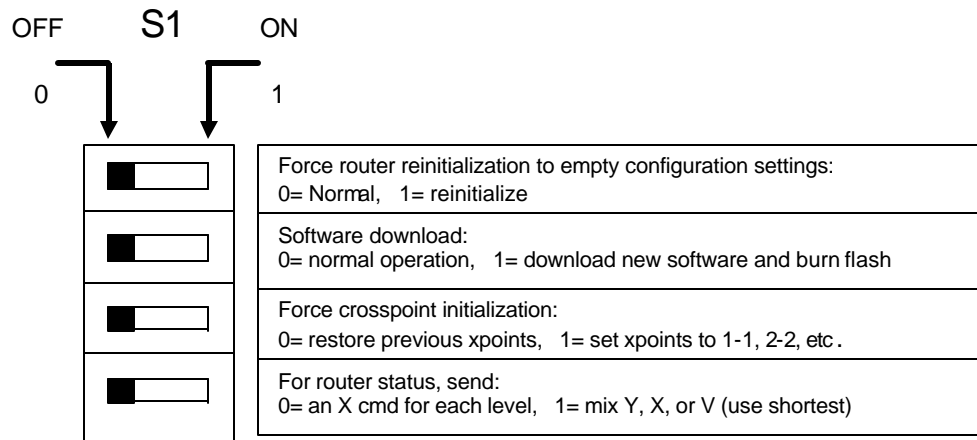 OFF S1 ON
0 1
Force router reinitialization to empty configuration settings:
0= Normal, 1= reinitialize
Software download:
0= normal operation, 1= download new software and burn flash
Force crosspoint initialization:
0= restore previous xpoints, 1= set xpoints to 1-1, 2-2, etc.
For router status, send:
0= an X cmd for each level, 1= mix Y, X, or V (use shortest)